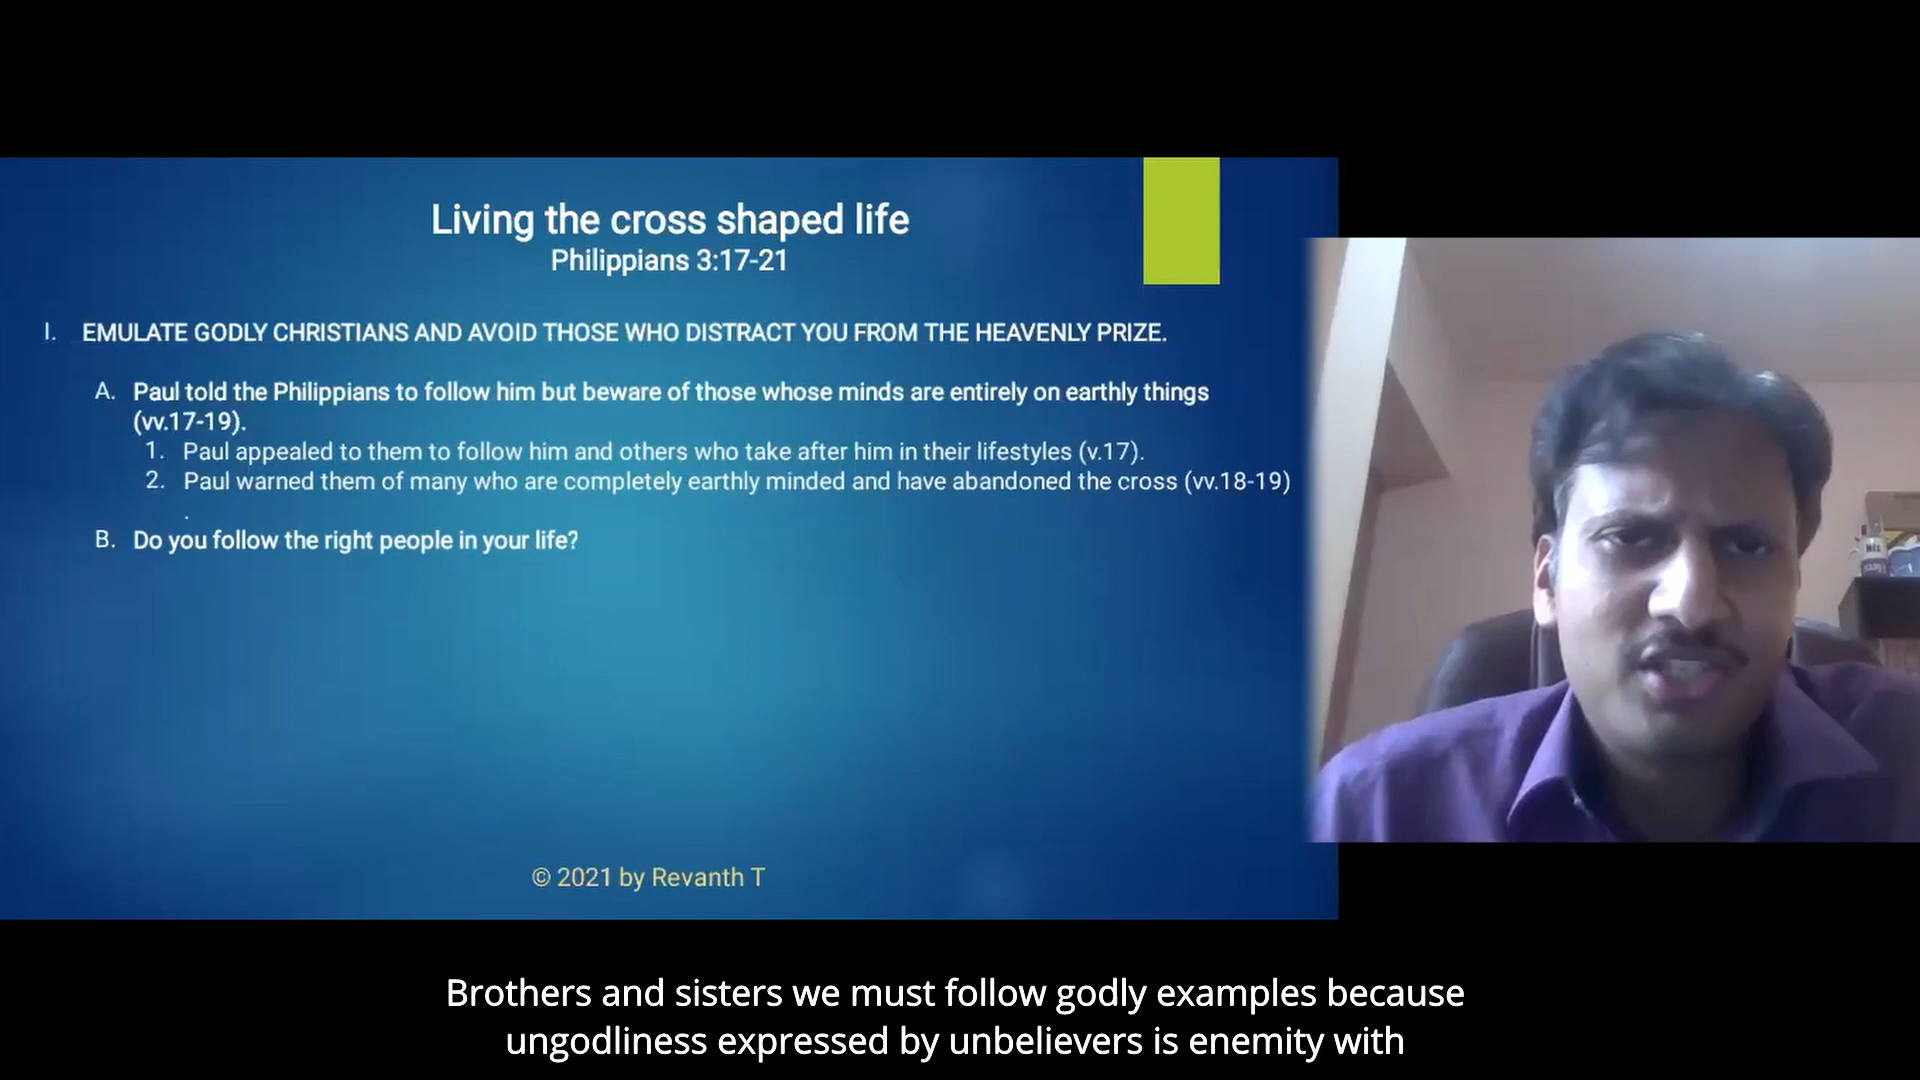 Living the cross shaped life
Philippians 3:17-21
I. EMULATE GODLY CHRISTIANS AND AVOID THOSE WHO DISTRACT YOU FROM THE HEAVENLY PRIZE.
A. Paul told the Philippians to follow him but beware of those whose minds are entirely on earthly things
(vv.17-19).
1. Paul appealed to them to follow him and others who take after him in their lifestyles (v.17).
2. Paul warned them of many who are completely earthly minded and have abandoned the cross (vv.18-19)
.
B. Do you follow the right people in your life?
© 2021 by Revanth T
Brothers and sisters we must follow godly examples because
ungodliness expressed by unbelievers is enemity with